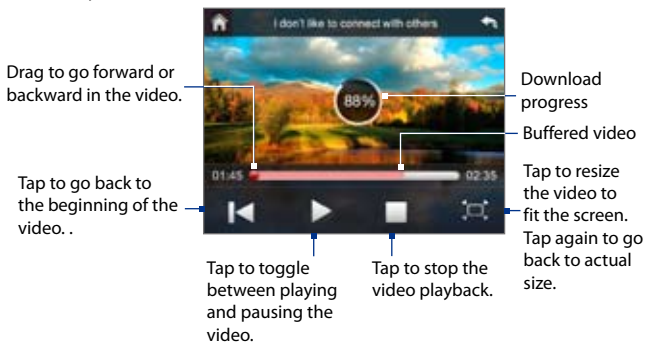 I don't like to connect with others
Drag to go forward or
backward in the video.
88%
Download
progress
Buffered video
01:45
02:35
Tap to go back to
the beginning of the
video. .
Tap to resize
the video to
fit the screen.
Tap again to go
back to actual
size.
Tap to toggle
between playing
and pausing the
video.
Tap to stop the
video playback.